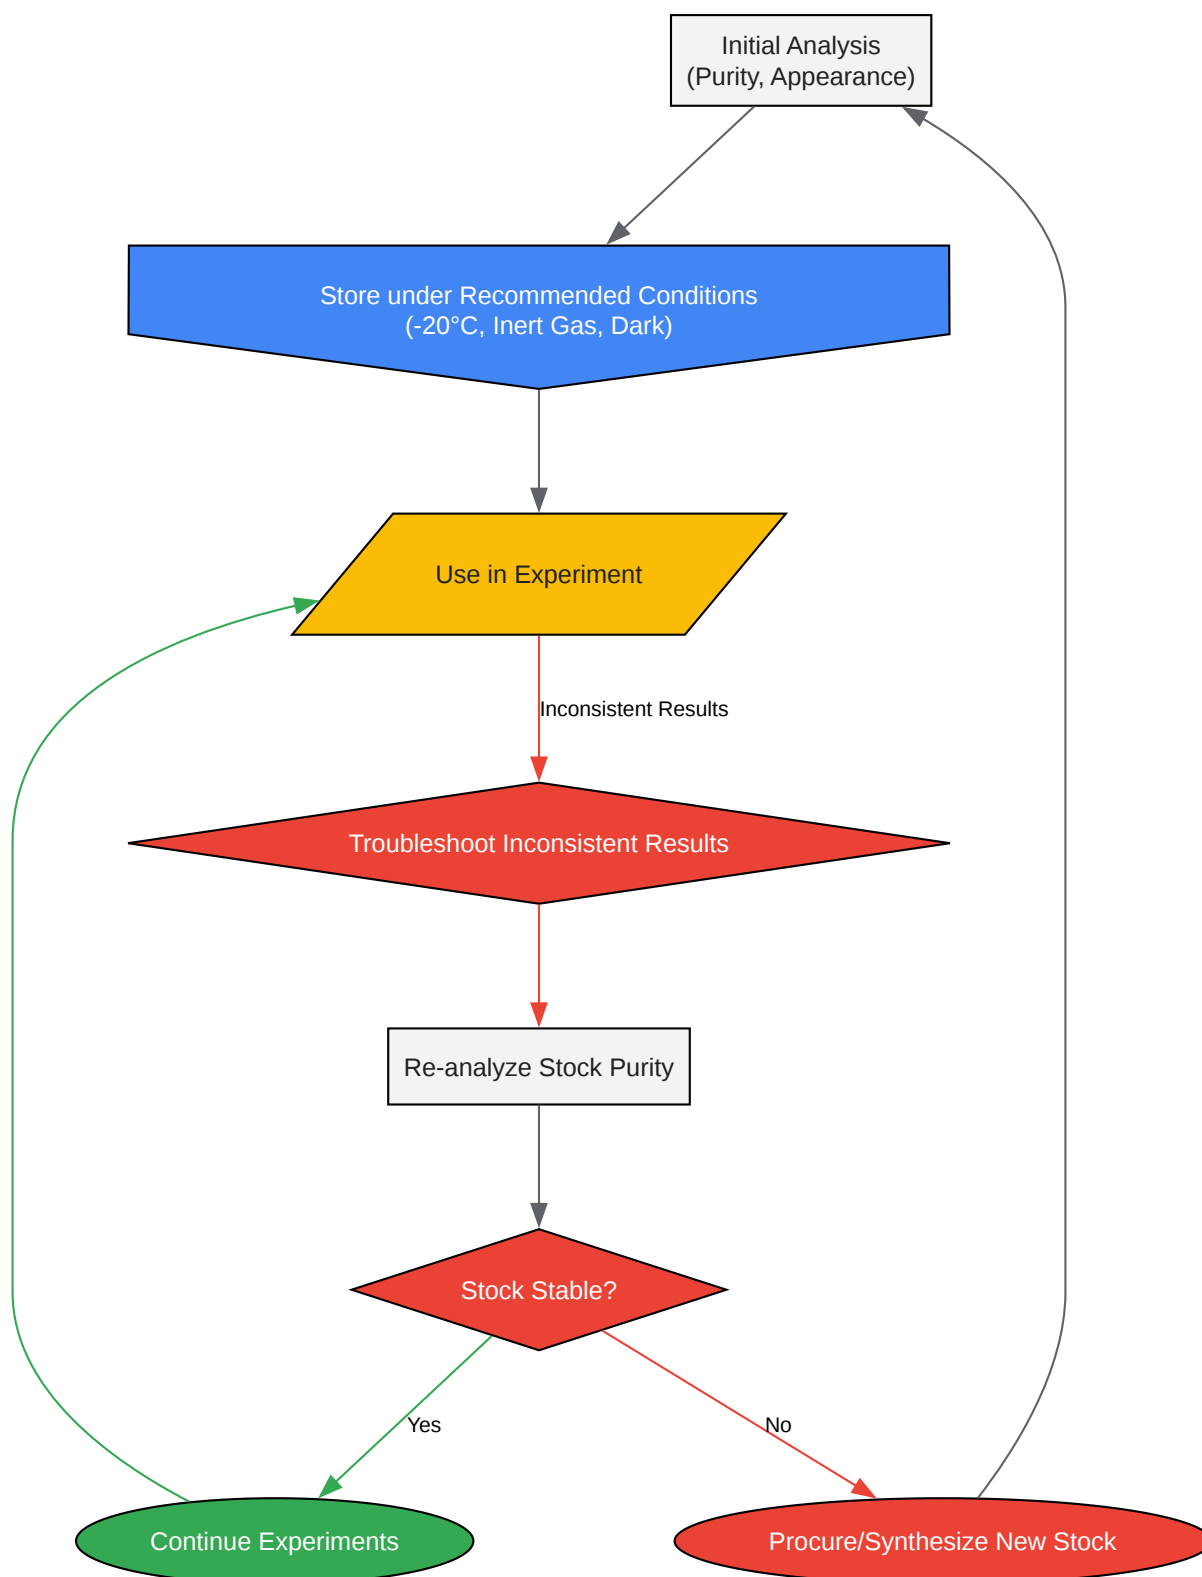 Initial Analysis
(Purity, Appearance)
Store under Recommended Conditions
(-20°C, Inert Gas, Dark)
Use in Experiment
Inconsistent Results
Troubleshoot Inconsistent Results
Re-analyze Stock Purity
Stock Stable?
Yes
No
Continue Experiments
Procure/Synthesize New Stock